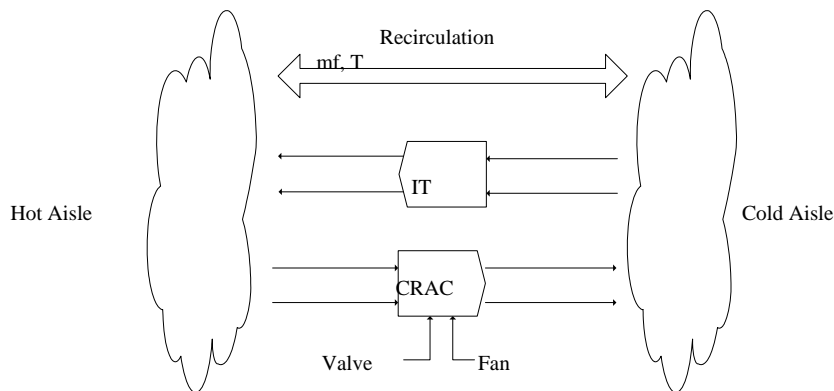 Recirculation
mf, T
IT
Hot Aisle
Cold Aisle
CRAC
Valve
Fan